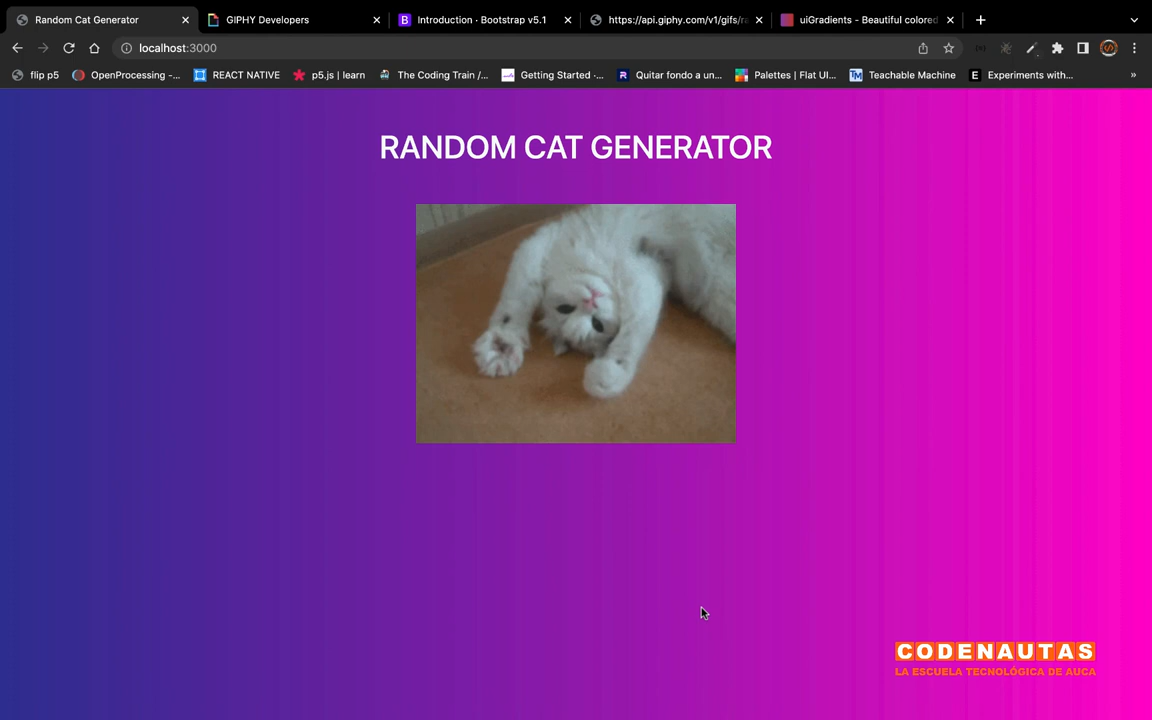 Random Cat Generator
GIPHY Developers
Introduction · Bootstrap v5.1
https://api.giphy.com/v1/gifs/ra
uiGradients - Beautiful colored
localhost:3000
flip p5
OpenProcessing -...
REACT NATIVE
p5.js | learn
The Coding Train /...
Getting Started ·...
Quitar fondo a un...
Palettes | Flat UI...
Teachable Machine
Experiments with...
RANDOM CAT GENERATOR
CODENAUTAS
LA ESCUELA TECNOLÓGICA DE AUCA